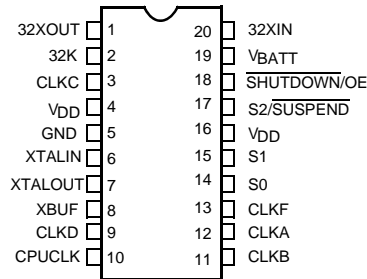 32XOUT 1 20 32XIN
32K 2 19 VBATT
CLKC 3 18 SHUTDOWN/OE
VDD 4 17 S2/SUSPEND
GND 5 16 VDD
XTALIN 6 15 S1
XTALOUT 7 14 S0
XBUF 8 13 CLKF
CLKD 9 12 CLKA
CPUCLK 10 11 CLKB